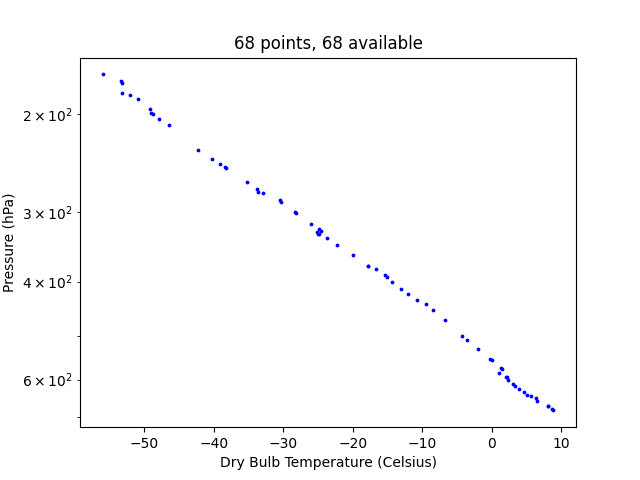 68 points, 68 available
2 × 10²
3 × 10²
4 × 10²
6 × 10²
Pressure (hPa)
−50 −40 −30 −20 −10 0 10
Dry Bulb Temperature (Celsius)